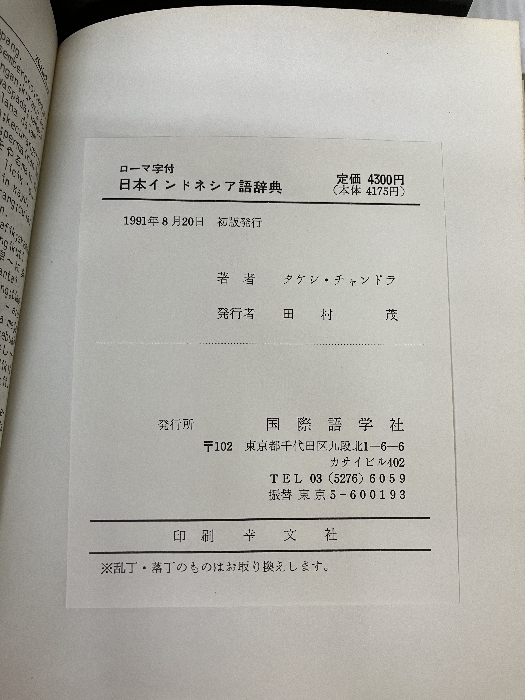 ローマ字付
日本インドネシア語辞典
定価 4300円
(本体 4175円)
1991年8月20日 初版発行
著者 タケシ・チャンドラ
発行者 田村 茂
発行所 国際語学社
〒102 東京都千代田区九段北1—6—6
カサイビル402
TEL 03 (5276) 6059
振替 東京5-600193
印刷 幸文社
※乱丁・落丁のものはお取り換えします。